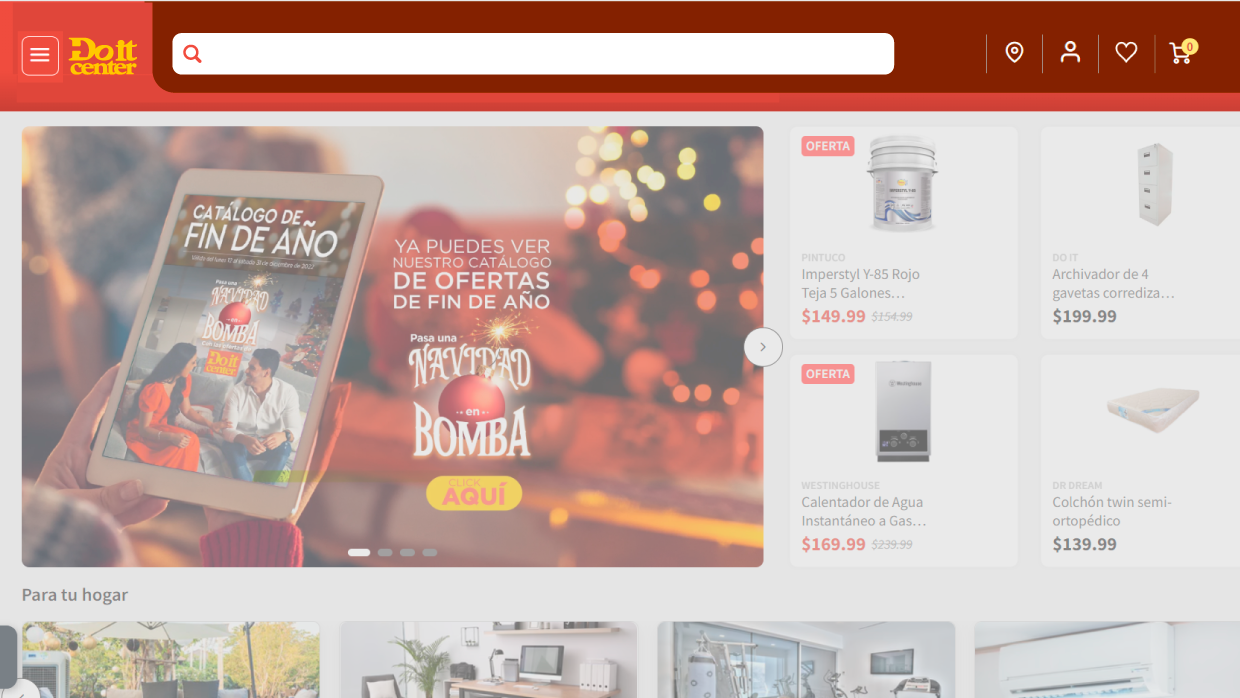 Do it
center
0
CATÁLOGO DE
FIN DE AÑO
Pasa una
NAVIDAD
en
BOMBA
Do it
center
YA PUEDES VER
NUESTRO CATÁLOGO
DE OFERTAS
DE FIN DE AÑO
Pasa una
NAVIDAD
en
BOMBA
CLICK
AQUÍ
OFERTA
PINTUCO
Imperstyl Y-85 Rojo
Teja 5 Galones...
$149.99 $154.99
DO IT
Archivador de 4
gavetas corrediza...
$199.99
OFERTA
Westinghouse
WESTINGHOUSE
Calentador de Agua
Instantáneo a Gas...
$169.99 $239.99
DR DREAM
Colchón twin semi-
ortopédico
$139.99
Para tu hogar